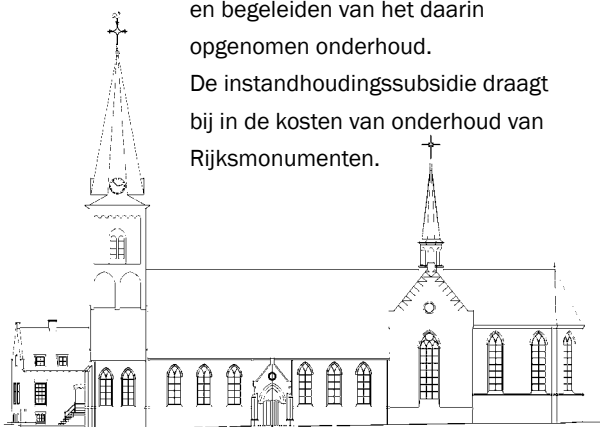 en begeleiden van het daarin
opgenomen onderhoud.
De instandhoudingssubsidie draagt
bij in de kosten van onderhoud van
Rijksmonumenten.